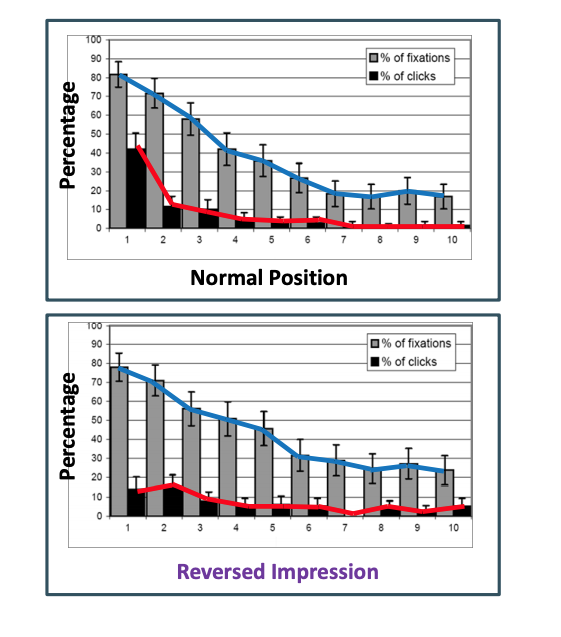 100
90
80
70
60
50
40
30
20
10
0
Percentage
% of fixations
% of clicks
1 2 3 4 5 6 7 8 9 10
Normal Position
100
90
80
70
60
50
40
30
20
10
0
Percentage
% of fixations
% of clicks
1 2 3 4 5 6 7 8 9 10
Reversed Impression